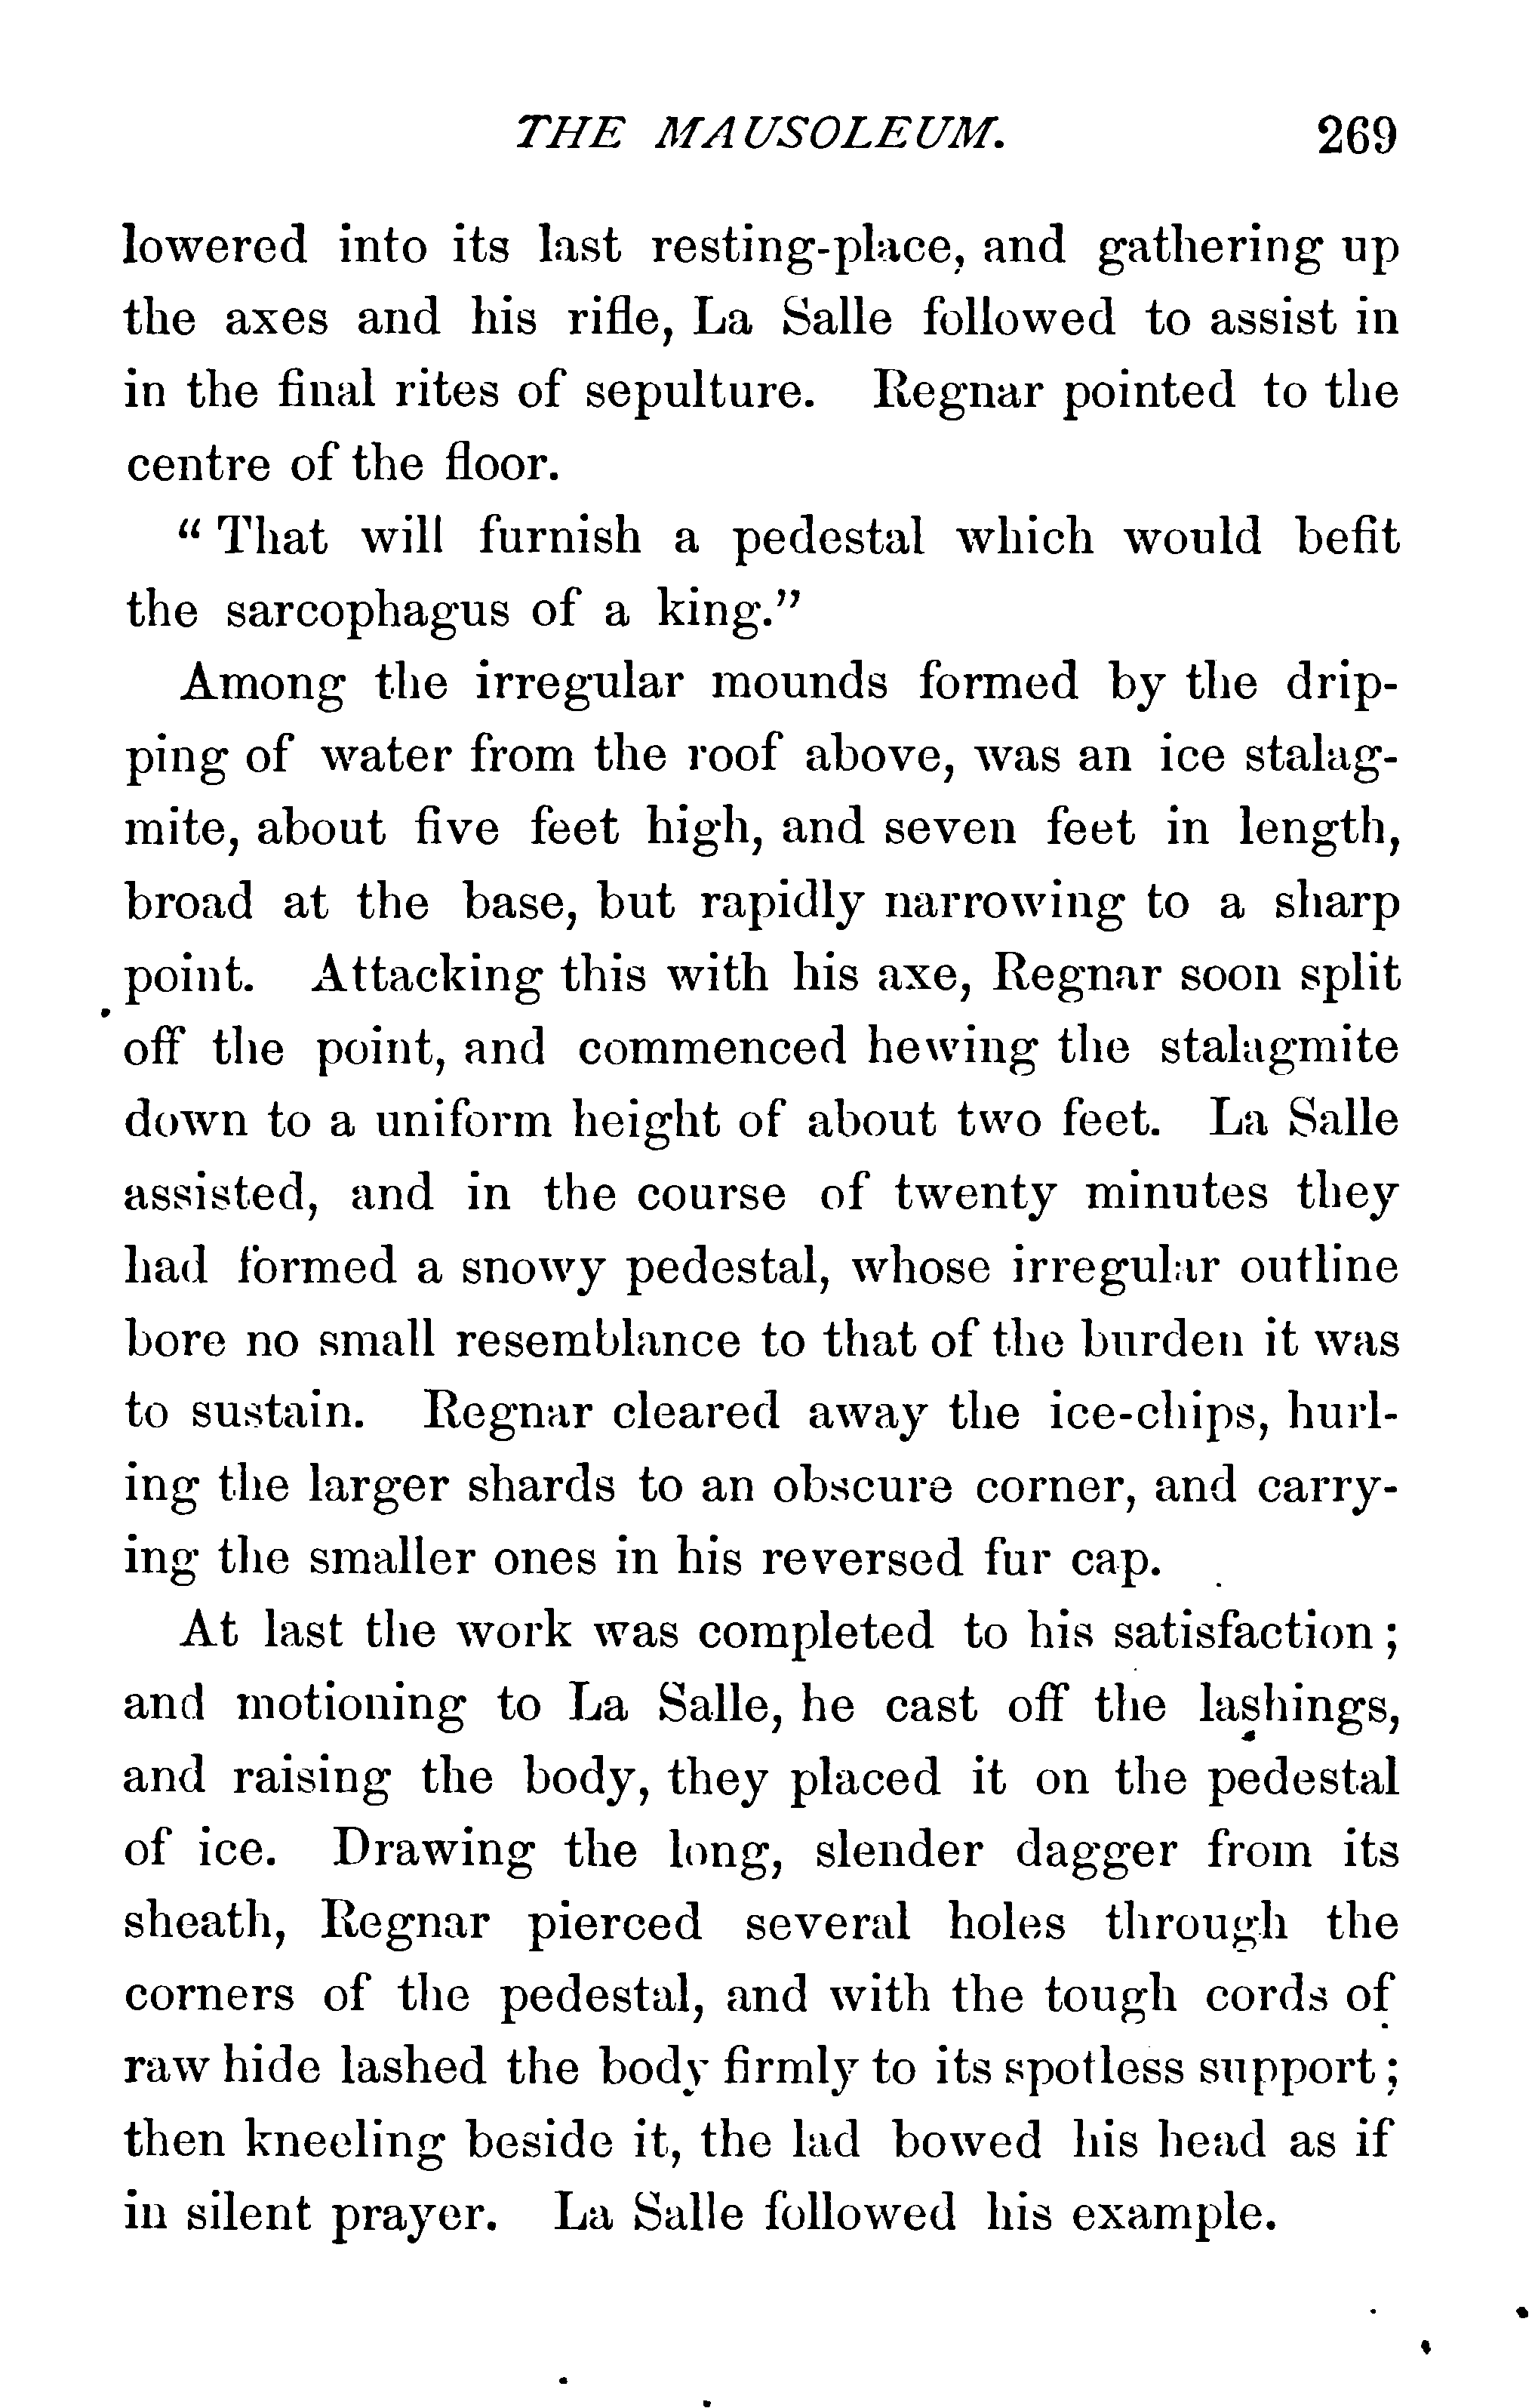 THE MAUSOLEUM. 269
lowered into its last resting-place, and gathering up
the axes and his rifle, La Salle followed to assist in
in the final rites of sepulture. Regnar pointed to the
centre of the floor.
“ That will furnish a pedestal which would befit
the sarcophagus of a king.”
Among the irregular mounds formed by the drip-
ping of water from the roof above, was an ice stalag-
mite, about five feet high, and seven feet in length,
broad at the base, but rapidly narrowing to a sharp
point. Attacking this with his axe, Regnar soon split
off the point, and commenced hewing the stalagmite
down to a uniform height of about two feet. La Salle
assisted, and in the course of twenty minutes they
had formed a snowy pedestal, whose irregular outline
bore no small resemblance to that of the burden it was
to sustain. Regnar cleared away the ice-chips, hurl-
ing the larger shards to an obscure corner, and carry-
ing the smaller ones in his reversed fur cap.
At last the work was completed to his satisfaction ;
and motioning to La Salle, he cast off the lashings,
and raising the body, they placed it on the pedestal
of ice. Drawing the long, slender dagger from its
sheath, Regnar pierced several holes through the
corners of the pedestal, and with the tough cords of
raw hide lashed the body firmly to its spotless support ;
then kneeling beside it, the lad bowed his head as if
in silent prayer. La Salle followed his example.